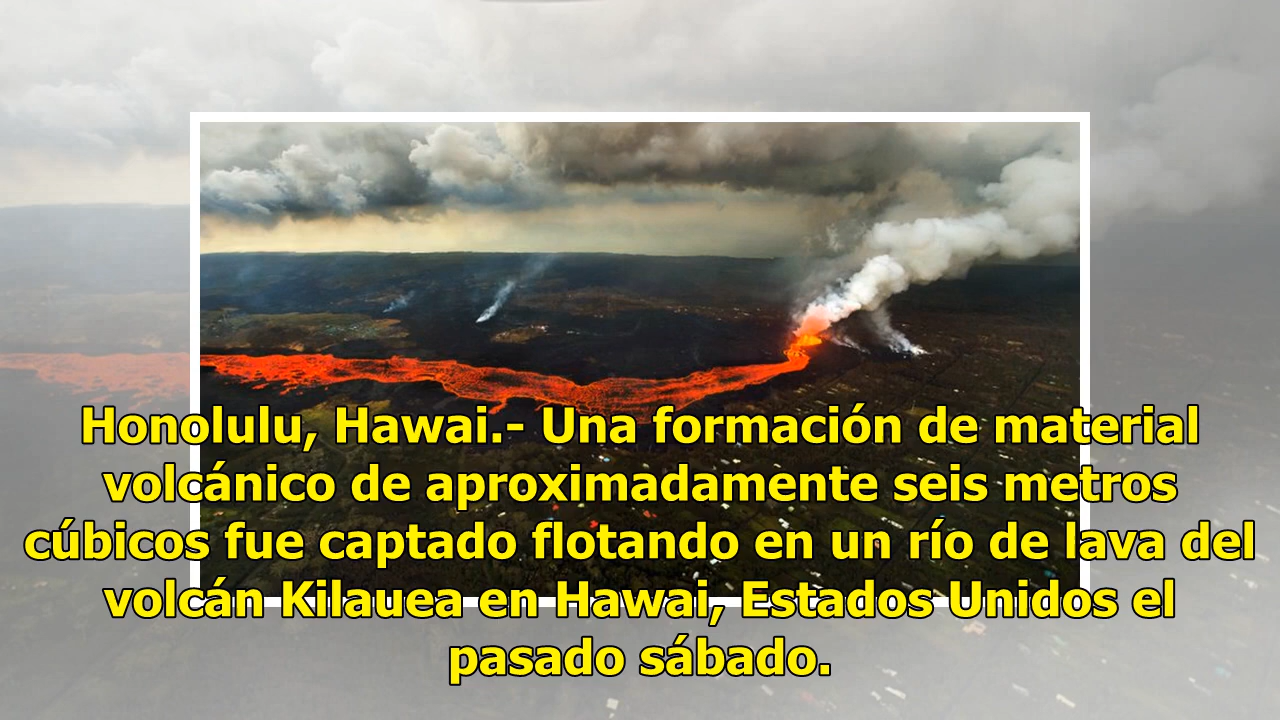 Honolulu, Hawai.- Una formación de material
volcánico de aproximadamente seis metros
cúbicos fue captado flotando en un río de lava del
volcán Kilauea en Hawai, Estados Unidos el
pasado sábado.